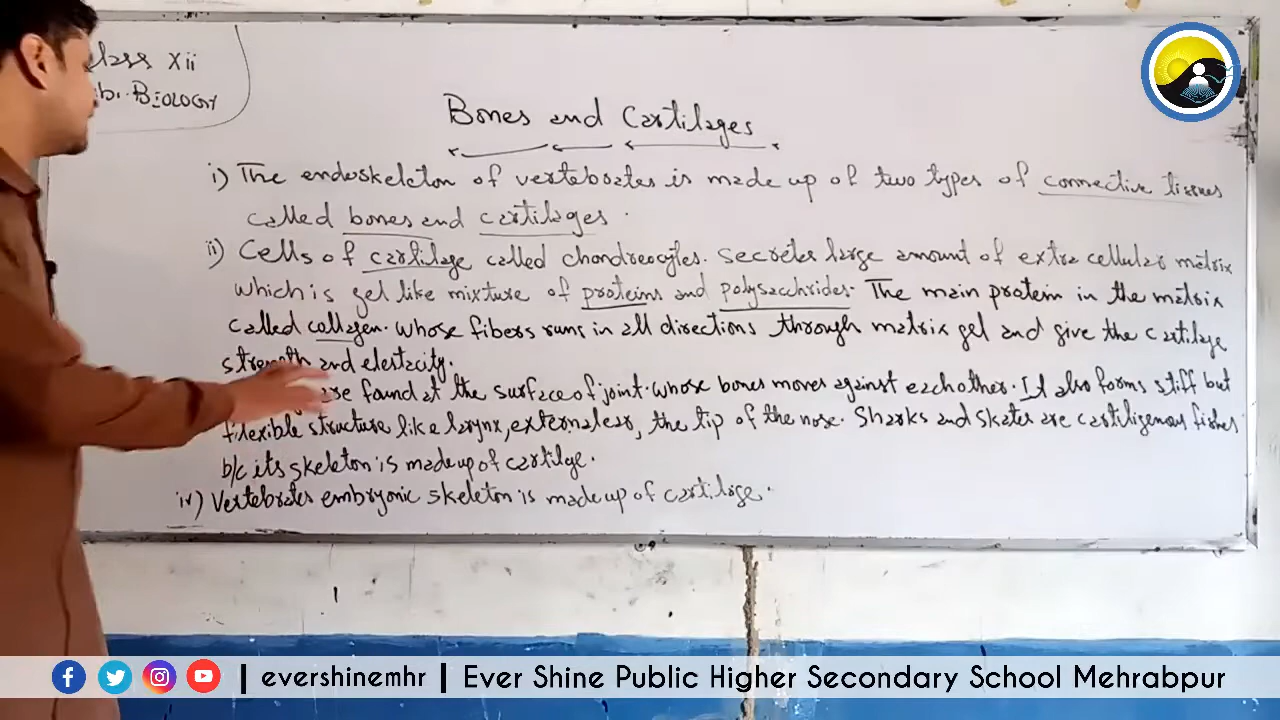 Class Xii
Sub: BIOLOGY
Bones and Cartilages
i) The endoskeleton of vertebrates is made up of two types of connective tissues
called bones and cartilages.
ii) Cells of cartilage called chondreocytes. secretes large amount of extra cellular matrix
which is gel like mixture of proteins and polysacchrides. The main protein in the matrix
called collagen. whose fibers runs in all directions through matrix gel and give the cartilage
strength and elestacity.
found at the surface of joint. whose bones moves against eachother. It also forms stiff but
flexible structure like larynx, external ear, the tip of the nose. Sharks and skates are cartiligenous fishes
b/c its skeleton is made up of cartilge.
iv) Vertebrates embryonic skeleton is made up of cartilage.
| evershinemhr | Ever Shine Public Higher Secondary School Mehrabpur